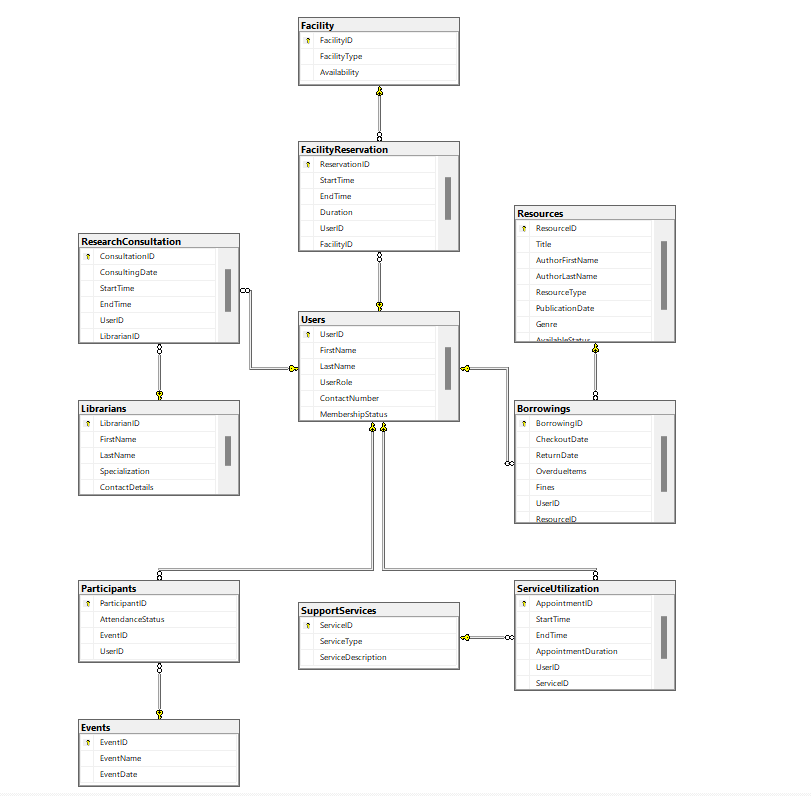 Facility
FacilityID
FacilityType
Availability
FacilityReservation
ReservationID
StartTime
EndTime
Duration
UserID
FacilityID
Resources
ResourceID
Title
AuthorFirstName
AuthorLastName
ResourceType
PublicationDate
Genre
AvailableStatus
ResearchConsultation
ConsultationID
ConsultingDate
StartTime
EndTime
UserID
LibrarianID
Users
UserID
FirstName
LastName
UserRole
ContactNumber
MembershipStatus
Librarians
LibrarianID
FirstName
LastName
Specialization
ContactDetails
Borrowings
BorrowingID
CheckoutDate
ReturnDate
OverdueItems
Fines
UserID
ResourceID
Participants
ParticipantID
AttendanceStatus
EventID
UserID
SupportServices
ServiceID
ServiceType
ServiceDescription
ServiceUtilization
AppointmentID
StartTime
EndTime
AppointmentDuration
UserID
ServiceID
Events
EventID
EventName
EventDate